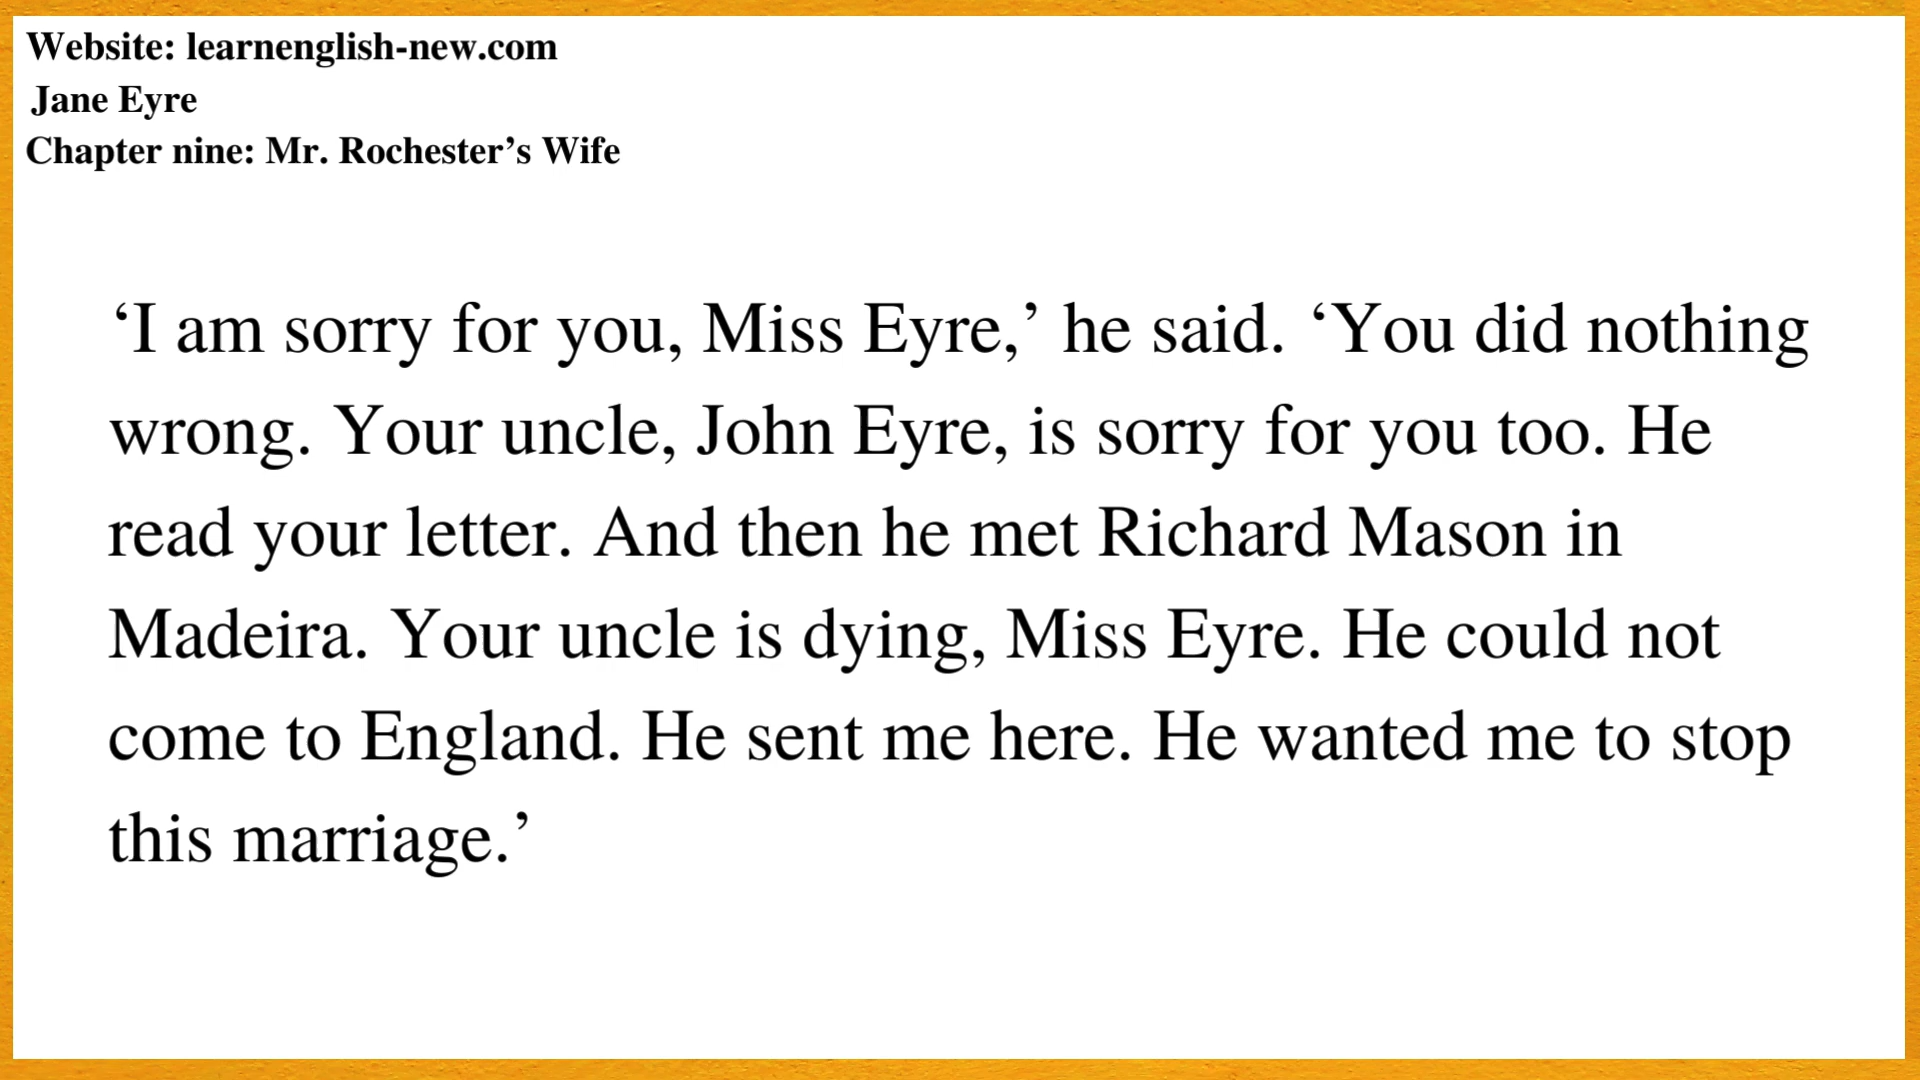 Website: learnenglish-new.com
Jane Eyre
Chapter nine: Mr. Rochester’s Wife
‘I am sorry for you, Miss Eyre,’ he said. ‘You did nothing
wrong. Your uncle, John Eyre, is sorry for you too. He
read your letter. And then he met Richard Mason in
Madeira. Your uncle is dying, Miss Eyre. He could not
come to England. He sent me here. He wanted me to stop
this marriage.’